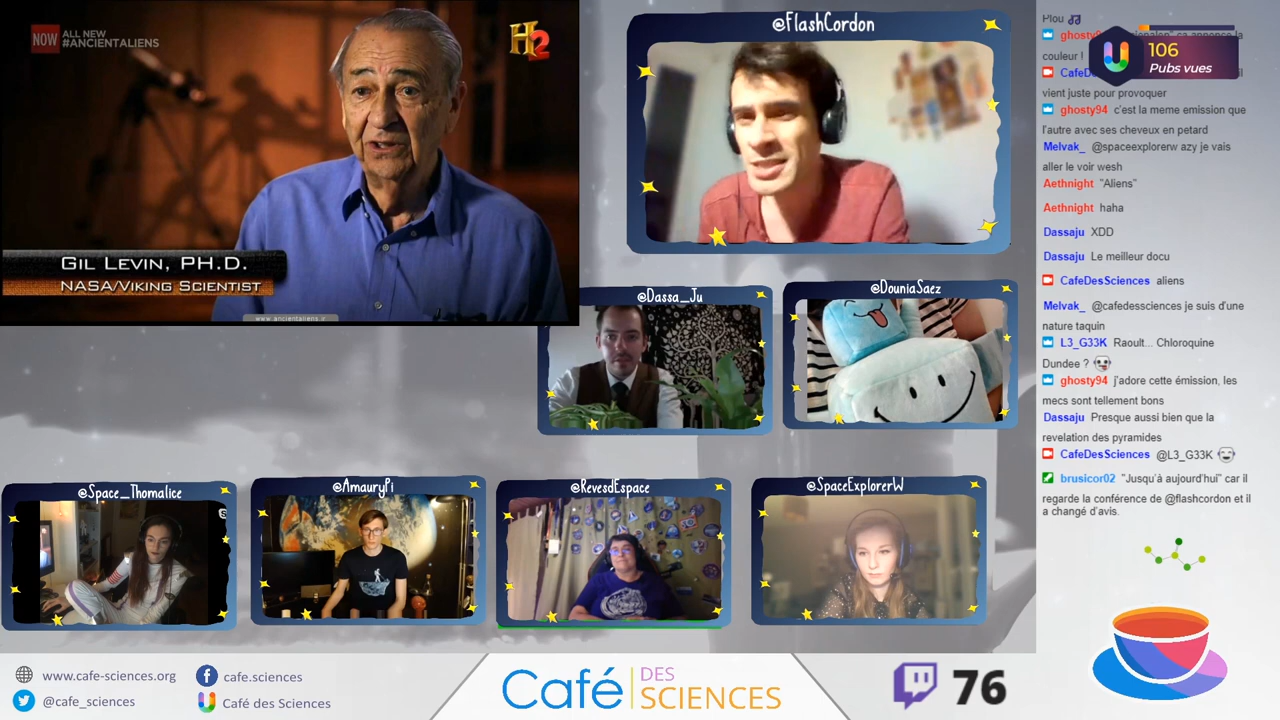 NOW ALL NEW
#ANCIENTALIENS
H2
GIL LEVIN, PH.D.
NASA/VIKING SCIENTIST
@FlashCordon
@Dassa_Ju
@DouniaSaez
@Space_Thomalice
@AmauryPi
@RevesdEspace
@SpaceExplorerW
Plou
couleur !
106
Pubs vues
vient juste pour provoquer
ghosty94 c'est la meme emission que
l'autre avec ses cheveux en petard
Melvak_ @spaceexplorerw azy je vais
aller le voir wesh
Aethnight "Aliens"
Aethnight haha
Dassaju XDD
Dassaju Le meilleur docu
CafeDesSciences aliens
Melvak_ @cafedessciences je suis d'une
nature taquin
L3_G33K Raoult... Chloroquine
Dundee ?
ghosty94 j'adore cette émission, les
mecs sont tellement bons
Dassaju Presque aussi bien que la
revelation des pyramides
CafeDesSciences @L3_G33K
brusicor02 "Jusqu'à aujourd'hui" car il
regarde la conférence de @flashcordon et il
a changé d'avis.
www.cafe-sciences.org
cafe.sciences
@cafe_sciences
Café des Sciences
Café DES
SCIENCES
76